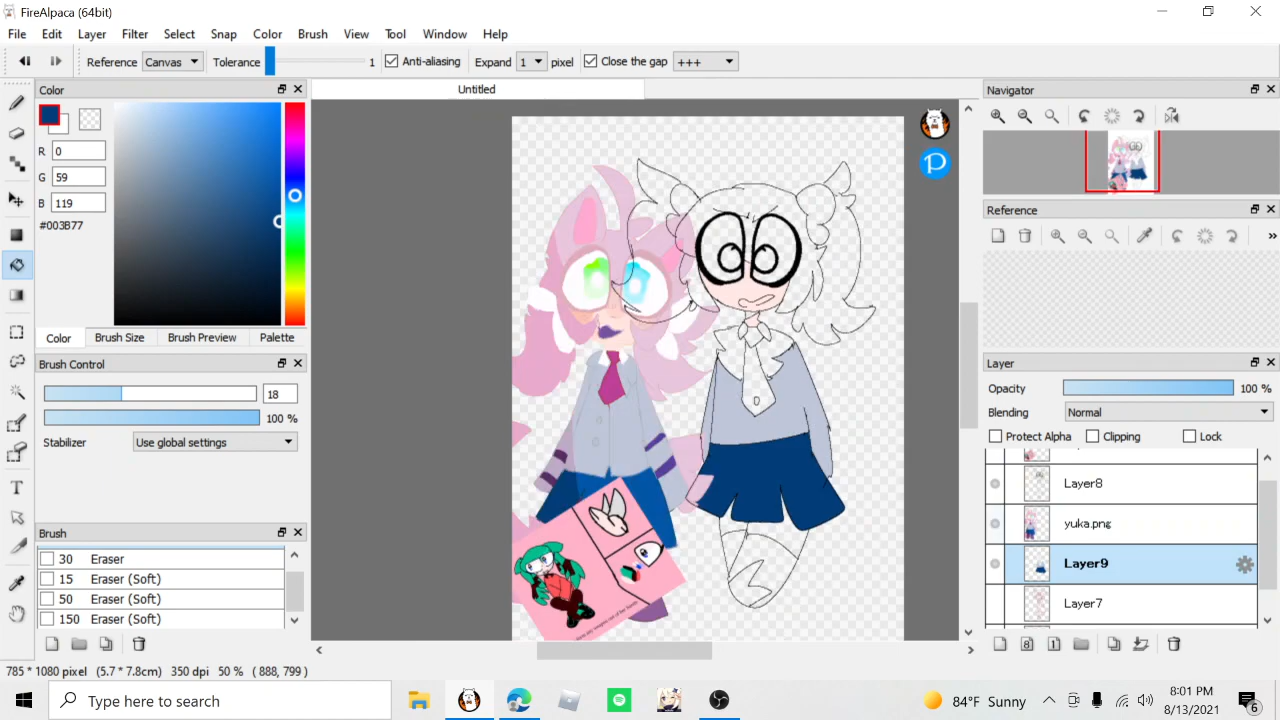 FireAlpaca (64bit)
File Edit Layer Filter Select Snap Color Brush View Tool Window Help
Reference Canvas Tolerance 1 Anti-aliasing Expand 1 pixel Close the gap +++
Color
Untitled
Navigator
R 0
G 59
B 119
#003B77
Reference
Color Brush Size Brush Preview Palette
Brush Control
18
100 %
Stabilizer Use global settings
Layer
Opacity 100 %
Blending Normal
Protect Alpha Clipping Lock
Layer8
yuka.png
Layer9
Layer7
Brush
30 Eraser
15 Eraser (Soft)
50 Eraser (Soft)
150 Eraser (Soft)
785 * 1080 pixel (5.7 * 7.8cm) 350 dpi 50 % ( 888, 799 )
Type here to search
84°F Sunny
8:01 PM
8/13/2021
6